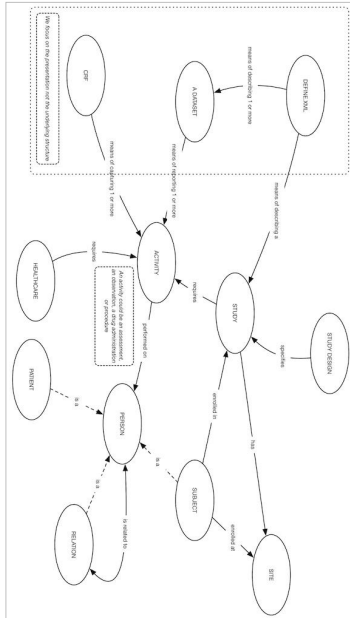 STUDY DESIGN
DEFINE.XML
SITE
specifies
means of describing a
enrolled at
means of describing 1 or more
has
STUDY
SUBJECT
enrolled in
requires
A DATASET
means of reporting 1 or more
is a
ACTIVITY
performed on
PERSON
is related to
CRF
means of capturing 1 or more
An activity could be an assessment,
an observation, a drug administration
or procedure
requires
is a
is a
We focus on the presentation not the underlying structure
HEALTHCARE
PATIENT
RELATION